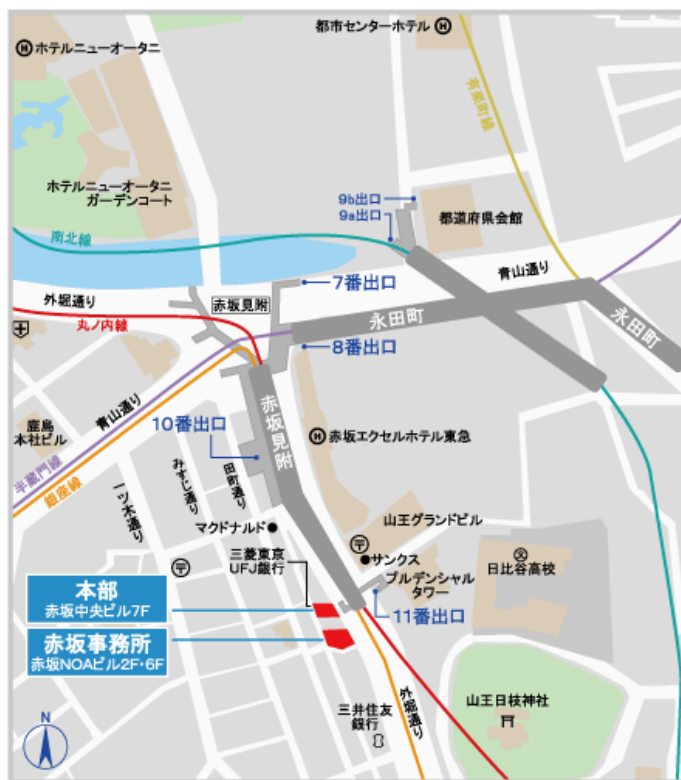 都市センターホテル
ホテルニューオータニ
有楽町線
ホテルニューオータニ
ガーデンコート
9b出口
9a出口
都道府県会館
南北線
青山通り
7番出口
外堀通り
赤坂見附
丸ノ内線
永田町
永田町
8番出口
青山通り
鹿島
本社ビル
10番出口
赤坂見附
赤坂エクセルホテル東急
半蔵門線
銀座線
みすじ通り
田町通り
一ツ木通り
マクドナルド
山王グランドビル
三菱東京
UFJ銀行
サンクス
日比谷高校
プルデンシャル
タワー
本部
赤坂中央ビル7F
11番出口
赤坂事務所
赤坂NOAビル2F・6F
外堀通り
三井住友
銀行
山王日枝神社
N